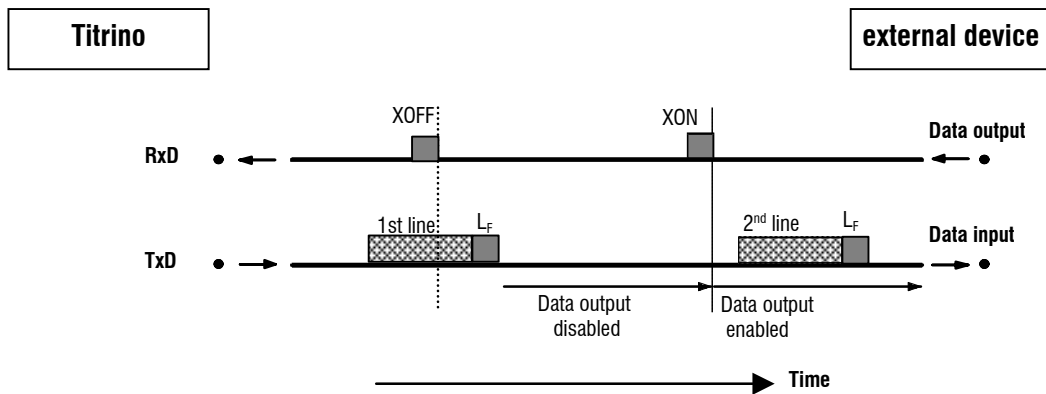 Titrino
external device
XOFF
XON
Data output
RxD
1st line
LF
2nd line
LF
Data input
TxD
Data output
disabled
Data output
enabled
Time